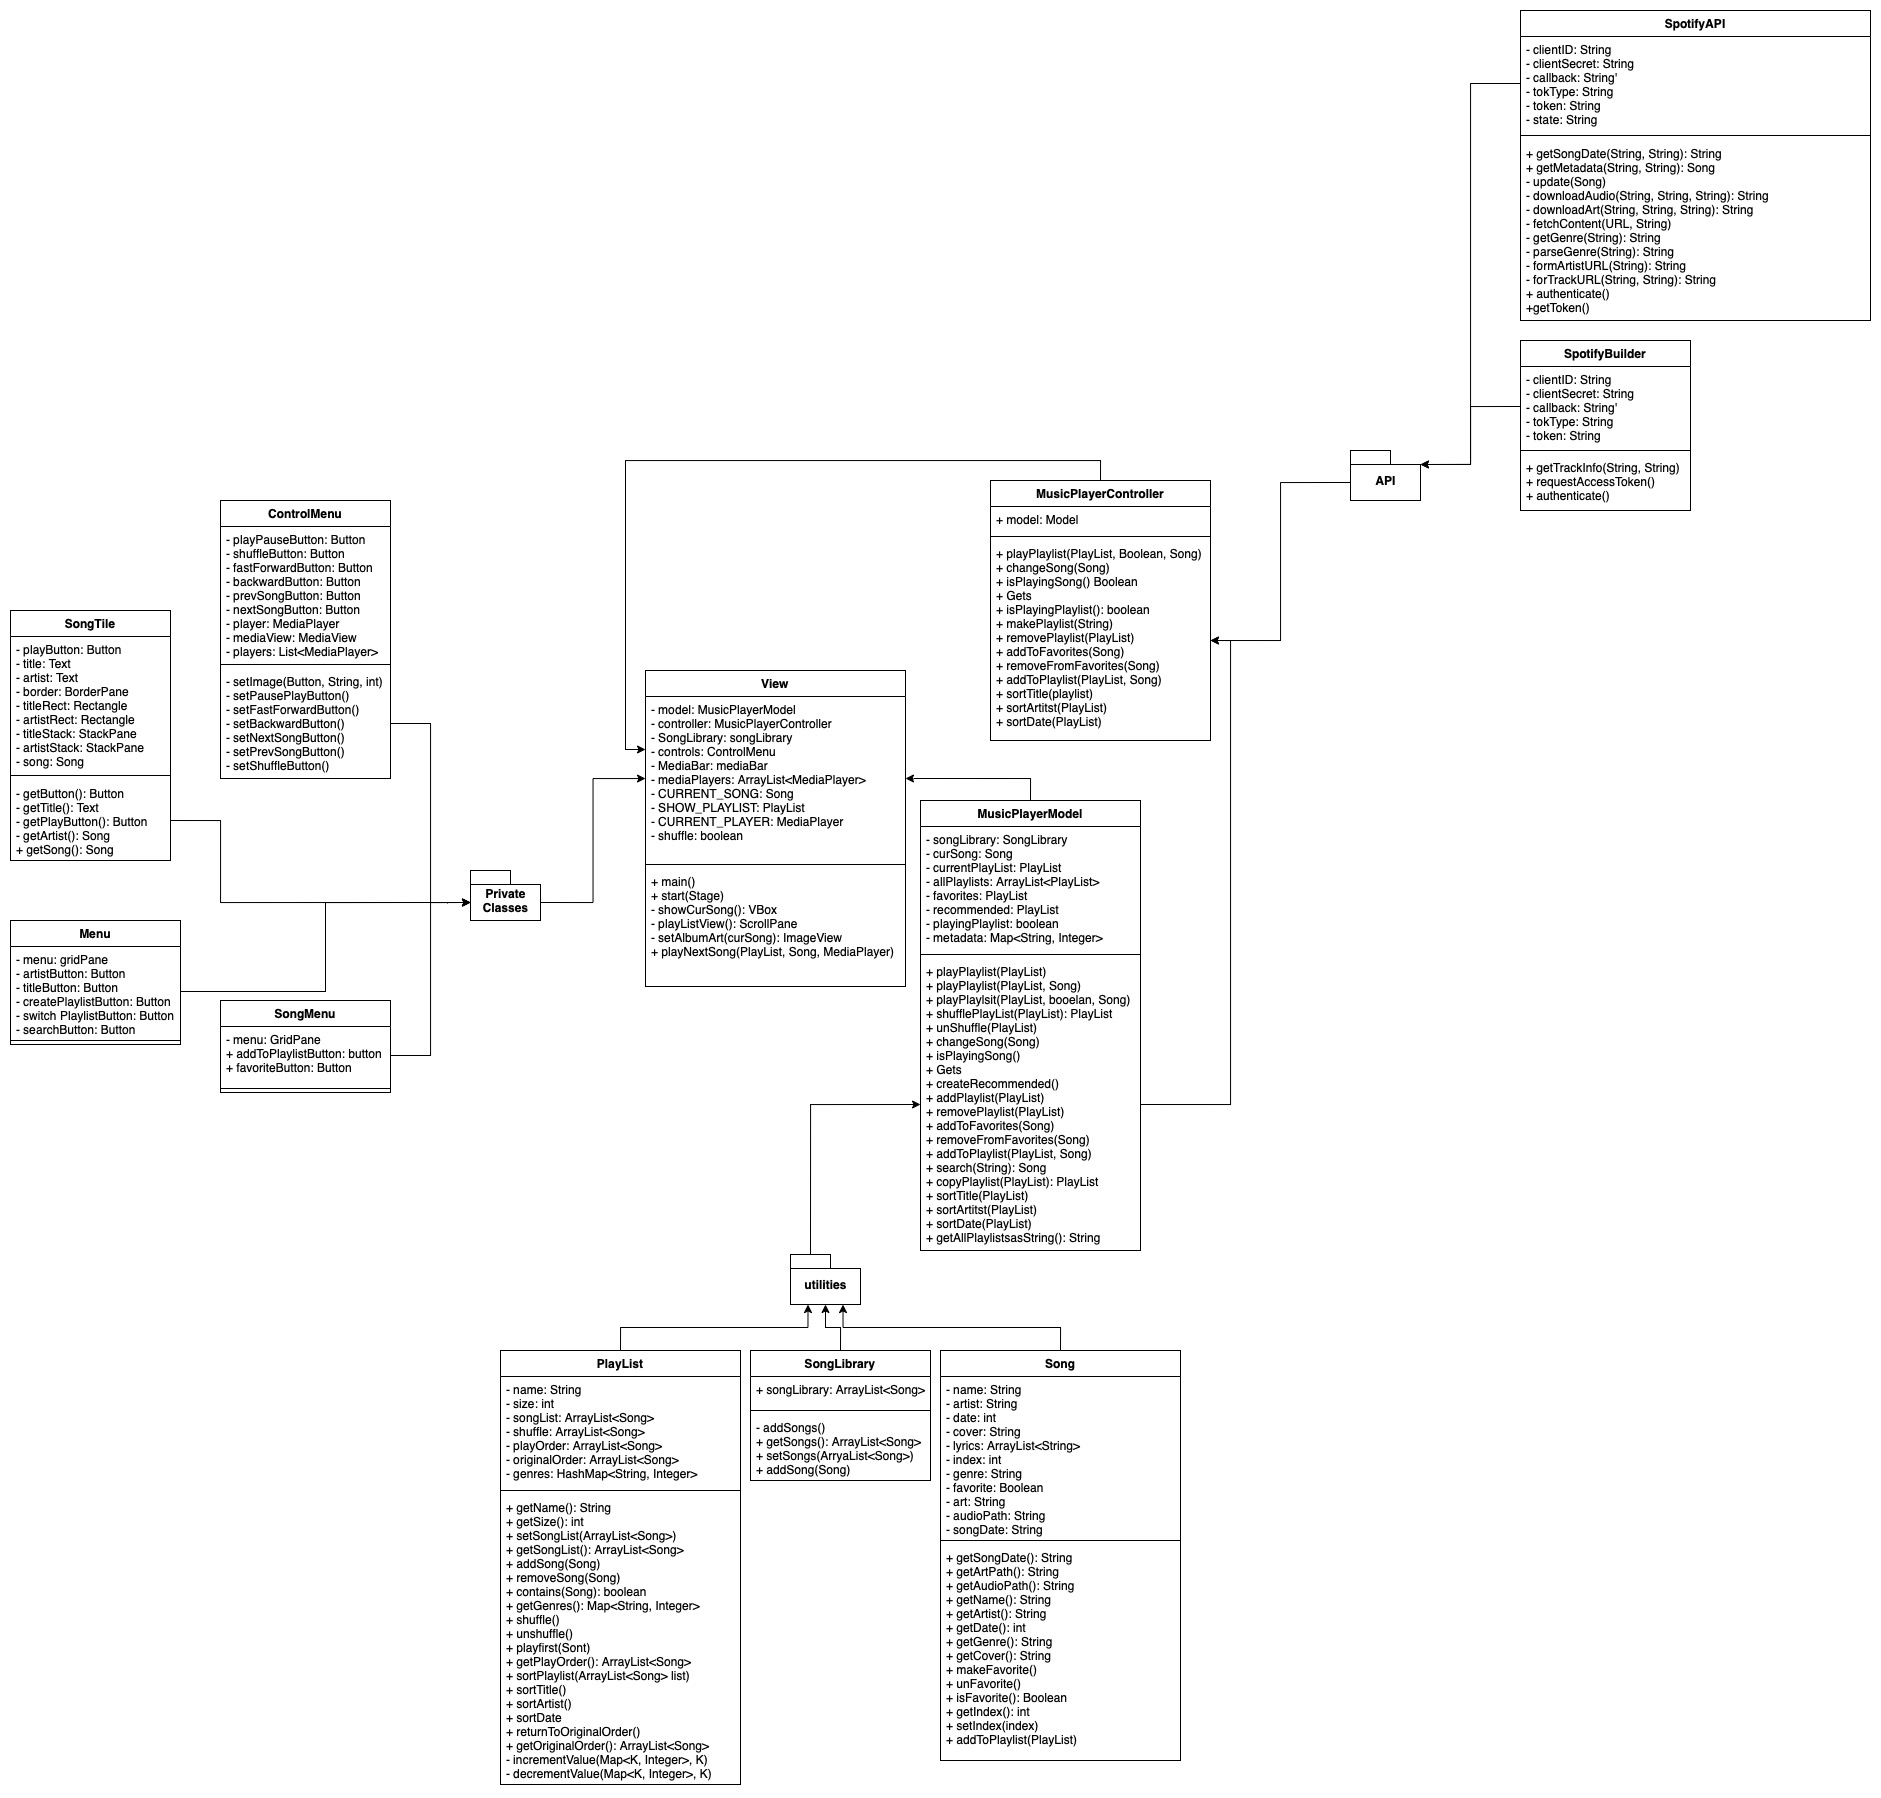 SpotifyAPI
- clientID: String
- clientSecret: String
- callback: String'
- tokType: String
- token: String
- state: String
+ getSongDate(String, String): String
+ getMetadata(String, String): Song
- update(Song)
- downloadAudio(String, String, String): String
- downloadArt(String, String, String): String
- fetchContent(URL, String)
- getGenre(String): String
- parseGenre(String): String
- formArtistURL(String): String
- forTrackURL(String, String): String
+ authenticate()
+getToken()
SpotifyBuilder
- clientID: String
- clientSecret: String
- callback: String'
- tokType: String
- token: String
+ getTrackInfo(String, String)
+ requestAccessToken()
+ authenticate()
API
MusicPlayerController
+ model: Model
+ playPlaylist(PlayList, Boolean, Song)
+ changeSong(Song)
+ isPlayingSong() Boolean
+ Gets
+ isPlayingPlaylist(): boolean
+ makePlaylist(String)
+ removePlaylist(PlayList)
+ addToFavorites(Song)
+ removeFromFavorites(Song)
+ addToPlaylist(PlayList, Song)
+ sortTitle(playlist)
+ sortArtitst(PlayList)
+ sortDate(PlayList)
ControlMenu
- playPauseButton: Button
- shuffleButton: Button
- fastForwardButton: Button
- backwardButton: Button
- prevSongButton: Button
- nextSongButton: Button
- player: MediaPlayer
- mediaView: MediaView
- players: List<MediaPlayer>
- setImage(Button, String, int)
- setPausePlayButton()
- setFastForwardButton()
- setBackwardButton()
- setNextSongButton()
- setPrevSongButton()
- setShuffleButton()
SongTile
- playButton: Button
- title: Text
- artist: Text
- border: BorderPane
- titleRect: Rectangle
- artistRect: Rectangle
- titleStack: StackPane
- artistStack: StackPane
- song: Song
- getButton(): Button
- getTitle(): Text
- getPlayButton(): Button
- getArtist(): Song
+ getSong(): Song
View
- model: MusicPlayerModel
- controller: MusicPlayerController
- SongLibrary: songLibrary
- controls: ControlMenu
- MediaBar: mediaBar
- mediaPlayers: ArrayList<MediaPlayer>
- CURRENT_SONG: Song
- SHOW_PLAYLIST: PlayList
- CURRENT_PLAYER: MediaPlayer
- shuffle: boolean
+ main()
+ start(Stage)
- showCurSong(): VBox
- playListView(): ScrollPane
- setAlbumArt(curSong): ImageView
+ playNextSong(PlayList, Song, MediaPlayer)
Private
Classes
Menu
- menu: gridPane
- artistButton: Button
- titleButton: Button
- createPlaylistButton: Button
- switch PlaylistButton: Button
- searchButton: Button
SongMenu
- menu: GridPane
+ addToPlaylistButton: button
+ favoriteButton: Button
MusicPlayerModel
- songLibrary: SongLibrary
- curSong: Song
- currentPlayList: PlayList
- allPlaylists: ArrayList<PlayList>
- favorites: PlayList
- recommended: PlayList
- playingPlaylist: boolean
- metadata: Map<String, Integer>
+ playPlaylist(PlayList)
+ playPlaylist(PlayList, Song)
+ playPlaylsit(PlayList, booelan, Song)
+ shufflePlayList(PlayList): PlayList
+ unShuffle(PlayList)
+ changeSong(Song)
+ isPlayingSong()
+ Gets
+ createRecommended()
+ addPlaylist(PlayList)
+ removePlaylist(PlayList)
+ addToFavorites(Song)
+ removeFromFavorites(Song)
+ addToPlaylist(PlayList, Song)
+ search(String): Song
+ copyPlaylist(PlayList): PlayList
+ sortTitle(PlayList)
+ sortArtitst(PlayList)
+ sortDate(PlayList)
+ getAllPlaylistsasString(): String
utilities
PlayList
- name: String
- size: int
- songList: ArrayList<Song>
- shuffle: ArrayList<Song>
- playOrder: ArrayList<Song>
- originalOrder: ArrayList<Song>
- genres: HashMap<String, Integer>
+ getName(): String
+ getSize(): int
+ setSongList(ArrayList<Song>)
+ getSongList(): ArrayList<Song>
+ addSong(Song)
+ removeSong(Song)
+ contains(Song): boolean
+ getGenres(): Map<String, Integer>
+ shuffle()
+ unshuffle()
+ playfirst(Sont)
+ getPlayOrder(): ArrayList<Song>
+ sortPlaylist(ArrayList<Song> list)
+ sortTitle()
+ sortArtist()
+ sortDate
+ returnToOriginalOrder()
+ getOriginalOrder(): ArrayList<Song>
- incrementValue(Map<K, Integer>, K)
- decrementValue(Map<K, Integer>, K)
SongLibrary
+ songLibrary: ArrayList<Song>
- addSongs()
+ getSongs(): ArrayList<Song>
+ setSongs(ArryaList<Song>)
+ addSong(Song)
Song
- name: String
- artist: String
- date: int
- cover: String
- lyrics: ArrayList<String>
- index: int
- genre: String
- favorite: Boolean
- art: String
- audioPath: String
- songDate: String
+ getSongDate(): String
+ getArtPath(): String
+ getAudioPath(): String
+ getName(): String
+ getArtist(): String
+ getDate(): int
+ getGenre(): String
+ getCover(): String
+ makeFavorite()
+ unFavorite()
+ isFavorite(): Boolean
+ getIndex(): int
+ setIndex(index)
+ addToPlaylist(PlayList)